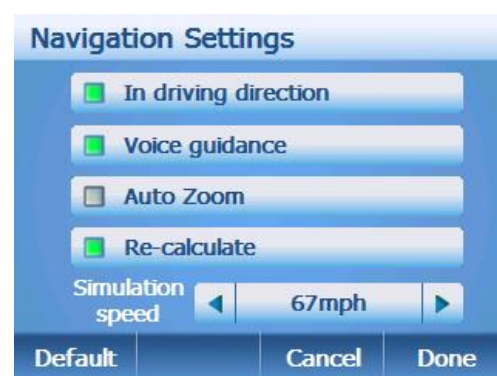 Navigation Settings
In driving direction
Voice guidance
Auto Zoom
Re-calculate
Simulation
speed
67mph
Default Cancel Done